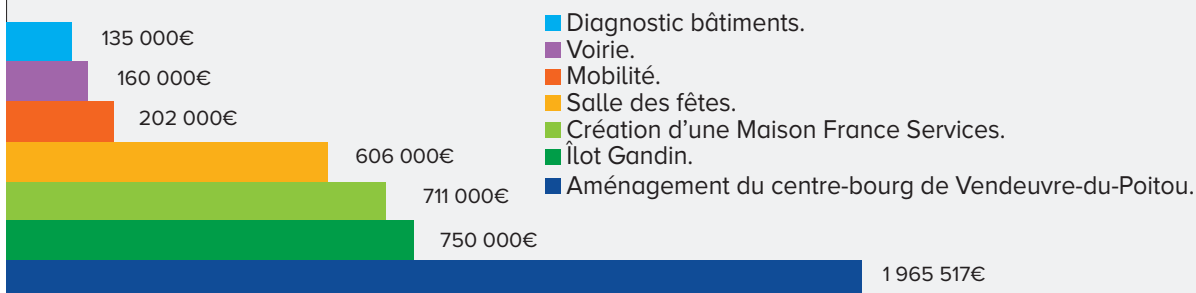 135 000€
160 000€
202 000€
606 000€
711 000€
750 000€
1 965 517€
Diagnostic bâtiments.
Voirie.
Mobilité.
Salle des fêtes.
Création d’une Maison France Services.
Îlot Gandin.
Aménagement du centre-bourg de Vendeuvre-du-Poitou.